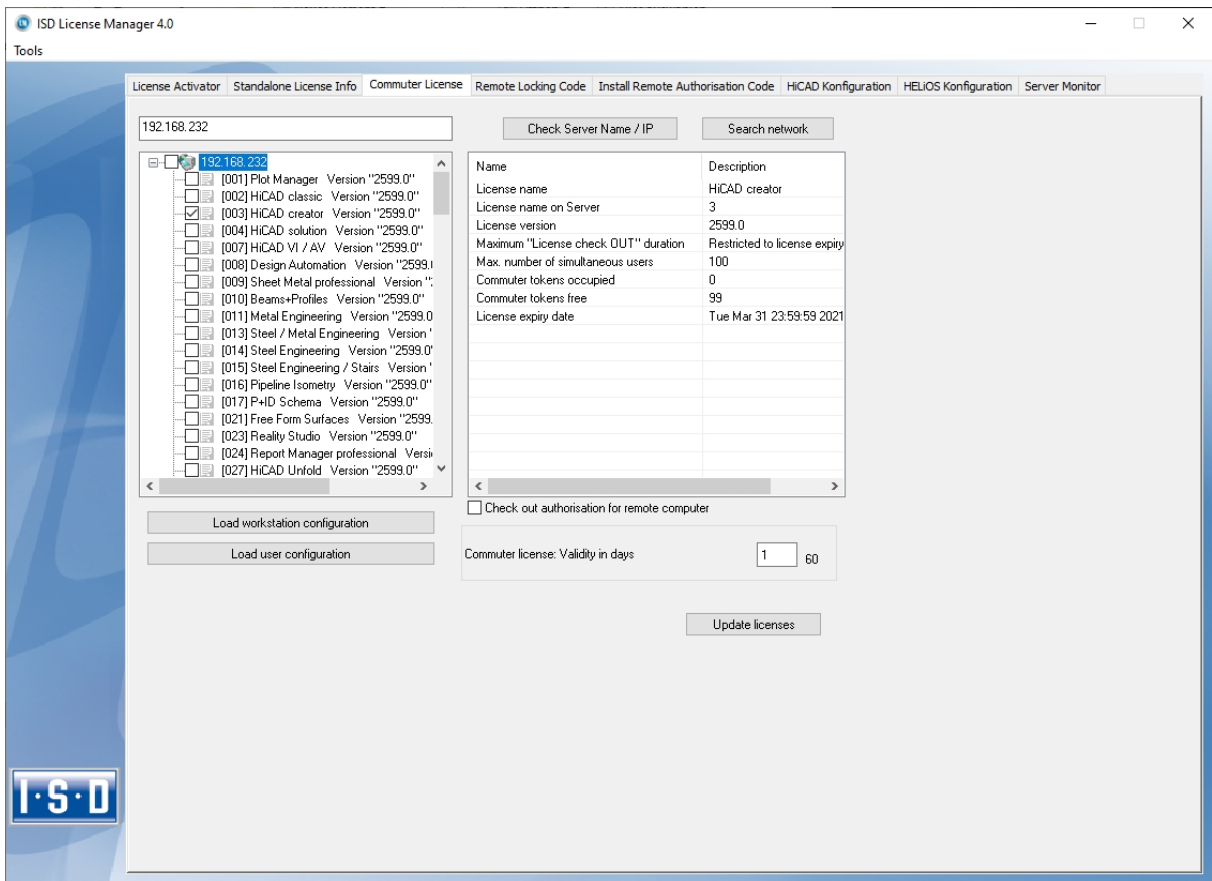 ISD License Manager 4.0
Tools
License Activator Standalone License Info Commuter License Remote Locking Code Install Remote Authorisation Code HiCAD Konfiguration HELiOS Konfiguration Server Monitor
192.168.232 Check Server Name / IP Search network
192.168.232
[001] Plot Manager Version "2599.0"
[002] HiCAD classic Version "2599.0"
[003] HiCAD creator Version "2599.0"
[004] HiCAD solution Version "2599.0"
[007] HiCAD VI / AV Version "2599.0"
[008] Design Automation Version "2599.
[009] Sheet Metal professional Version "
[010] Beams+Profiles Version "2599.0"
[011] Metal Engineering Version "2599.0
[013] Steel / Metal Engineering Version "
[014] Steel Engineering Version "2599.0"
[015] Steel Engineering / Stairs Version "
[016] Pipeline Isometry Version "2599.0"
[017] P+ID Schema Version "2599.0"
[021] Free Form Surfaces Version "2599.
[023] Reality Studio Version "2599.0"
[024] Report Manager professional Versi
[027] HiCAD Unfold Version "2599.0"
Name Description
License name HiCAD creator
License name on Server 3
License version 2599.0
Maximum "License check OUT" duration Restricted to license expiry
Max. number of simultaneous users 100
Commuter tokens occupied 0
Commuter tokens free 99
License expiry date Tue Mar 31 23:59:59 2021
Check out authorisation for remote computer
Load workstation configuration
Load user configuration
Commuter license: Validity in days 1 60
Update licenses
I·S·D